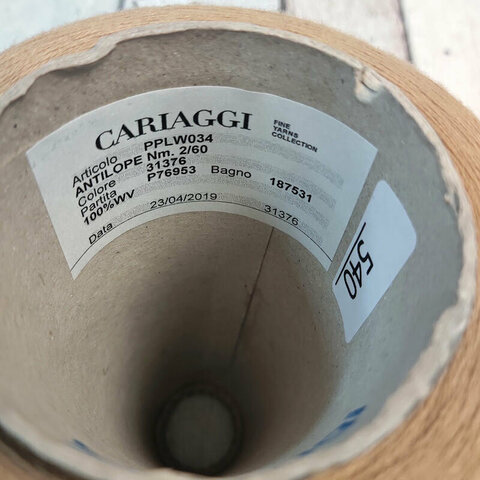 CARIAGGI
FINE
YARNS
COLLECTION
Articolo PPLW034
ANTILOPE Nm. 2/60
Colore 31376
Partita P76953 Bagno 187531
100%WV
Data 23/04/2019 31376
540